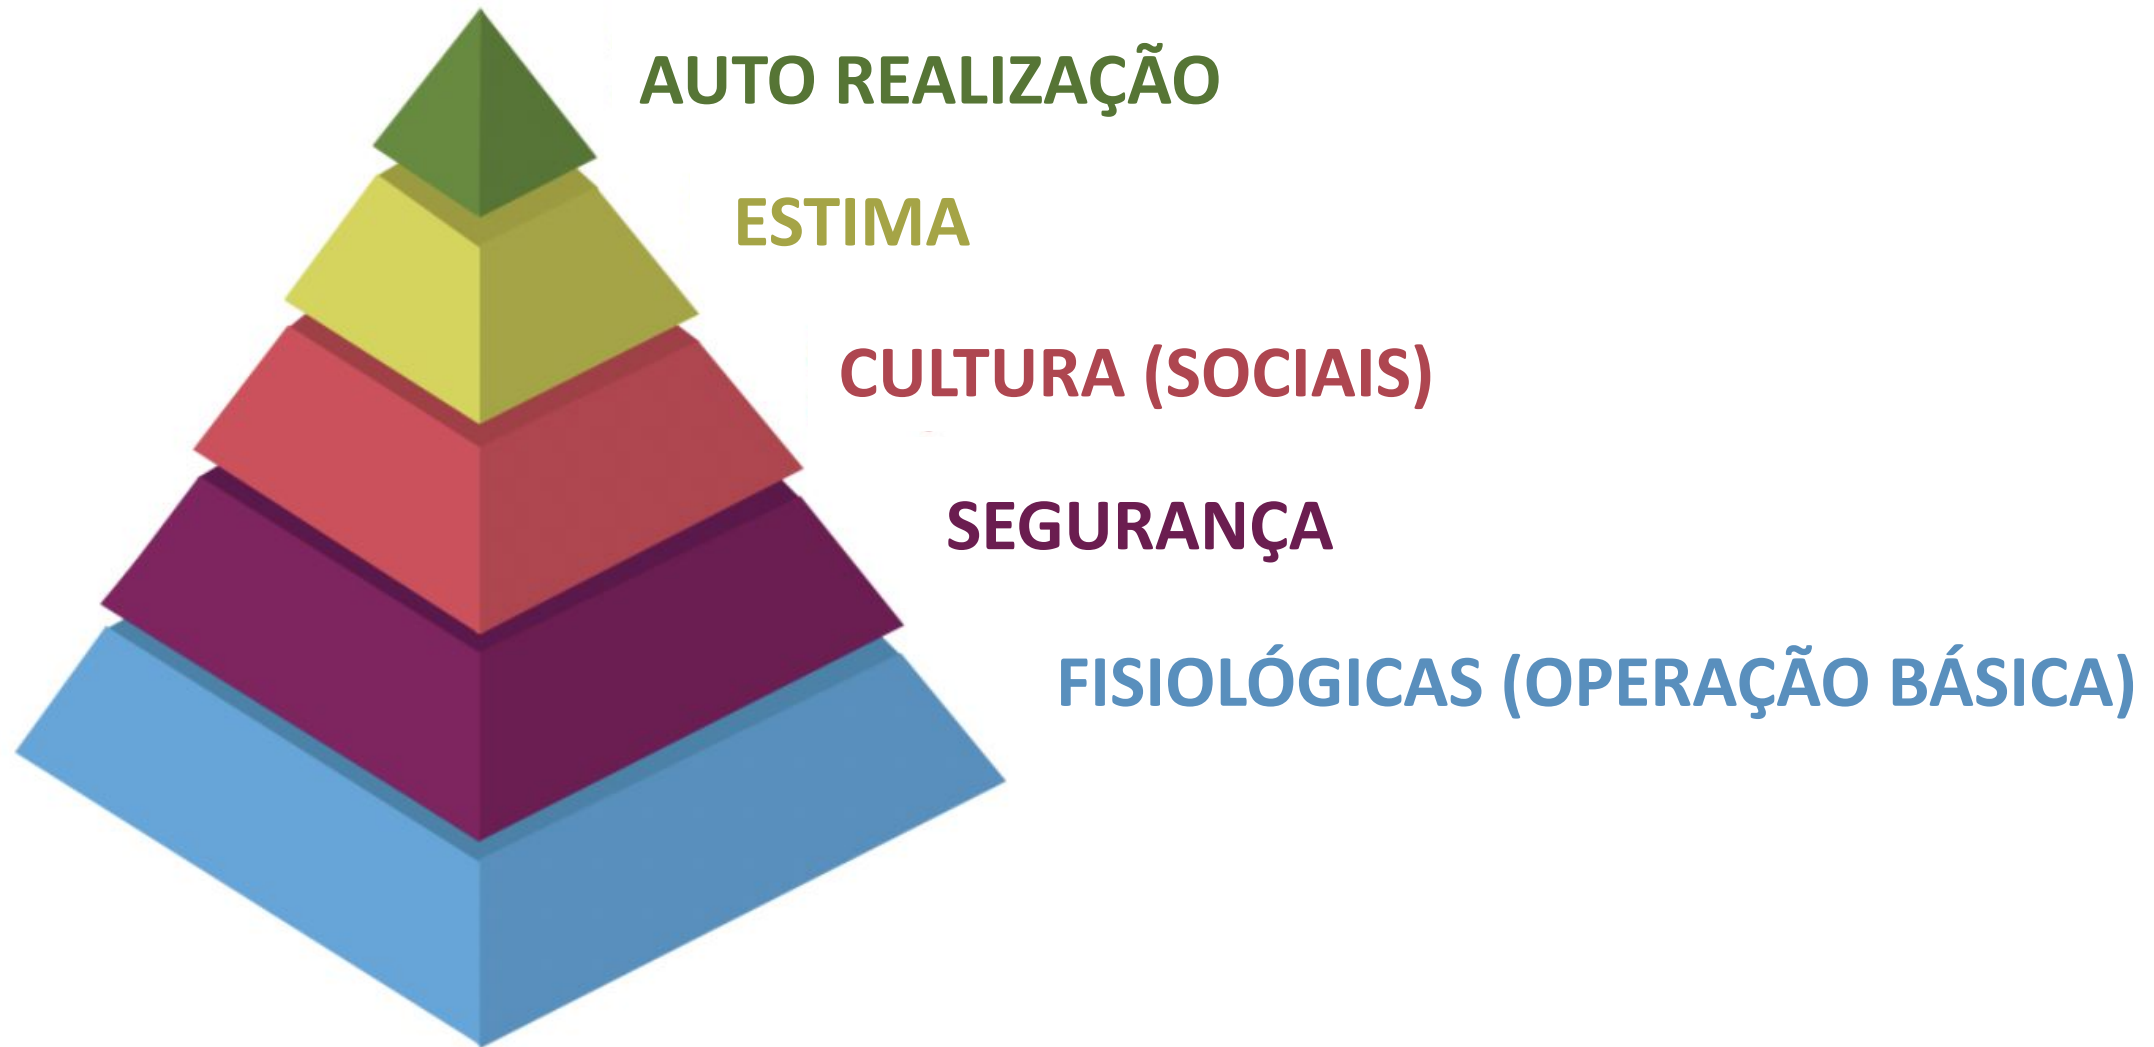 AUTO REALIZAÇÃO
ESTIMA
CULTURA (SOCIAIS)
SEGURANÇA
FISIOLÓGICAS (OPERAÇÃO BÁSICA)